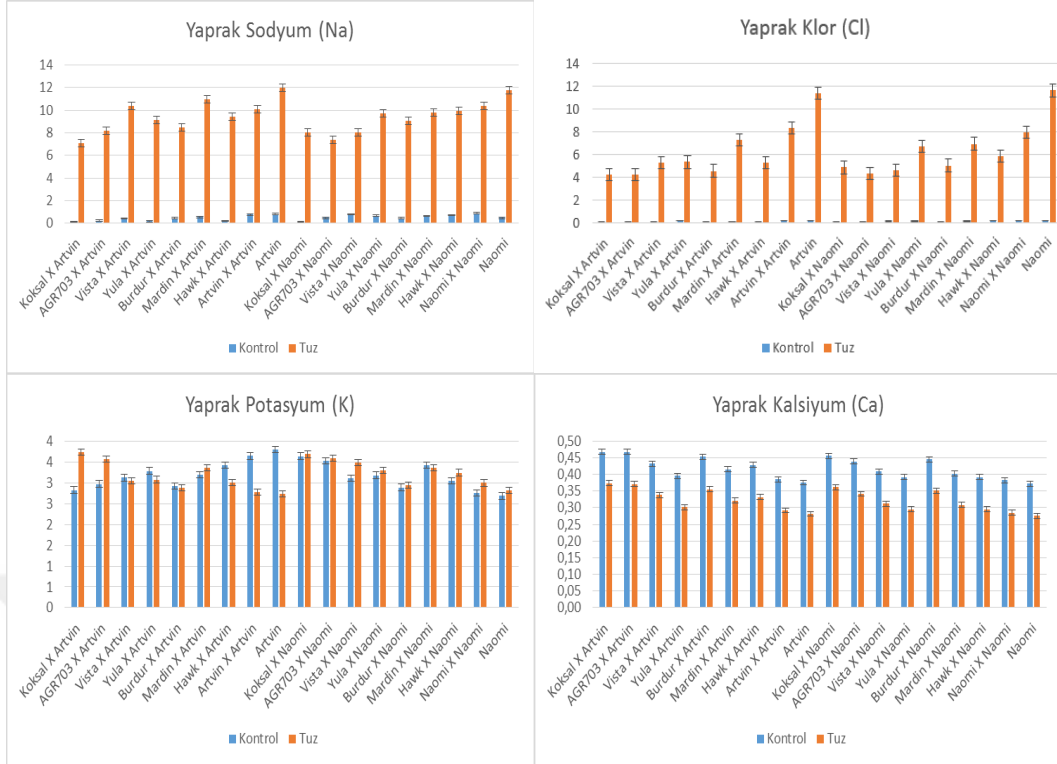 Yaprak Sodyum (Na)
14
12
10
8
6
4
2
0
Koksal X Artvin
AGR703 X Artvin
Vista X Artvin
Yula X Artvin
Burdur X Artvin
Mardin X Artvin
Hawk X Artvin
Artvin X Artvin
Artvin
Koksal X Naomi
AGR703 X Naomi
Vista X Naomi
Yula X Naomi
Burdur X Naomi
Mardin X Naomi
Hawk X Naomi
Naomi X Naomi
Naomi
Kontrol Tuz
Yaprak Klor (Cl)
14
12
10
8
6
4
2
0
Koksal X Artvin
AGR703 X Artvin
Vista X Artvin
Yula X Artvin
Burdur X Artvin
Mardin X Artvin
Hawk X Artvin
Artvin X Artvin
Artvin
Koksal X Naomi
AGR703 X Naomi
Vista X Naomi
Yula X Naomi
Burdur X Naomi
Mardin X Naomi
Hawk X Naomi
Naomi X Naomi
Naomi
Kontrol Tuz
Yaprak Potasyum (K)
4
4
3
3
2
2
1
1
0
Koksal X Artvin
AGR703 X Artvin
Vista X Artvin
Yula X Artvin
Burdur X Artvin
Mardin X Artvin
Hawk X Artvin
Artvin X Artvin
Artvin
Koksal X Naomi
AGR703 X Naomi
Vista X Naomi
Yula X Naomi
Burdur X Naomi
Mardin X Naomi
Hawk X Naomi
Naomi X Naomi
Naomi
Kontrol Tuz
Yaprak Kalsiyum (Ca)
0,50
0,45
0,40
0,35
0,30
0,25
0,20
0,15
0,10
0,05
0,00
Koksal X Artvin
AGR703 X Artvin
Vista X Artvin
Yula X Artvin
Burdur X Artvin
Mardin X Artvin
Hawk X Artvin
Artvin X Artvin
Artvin
Koksal X Naomi
AGR703 X Naomi
Vista X Naomi
Yula X Naomi
Burdur X Naomi
Mardin X Naomi
Hawk X Naomi
Naomi X Naomi
Naomi
Kontrol Tuz